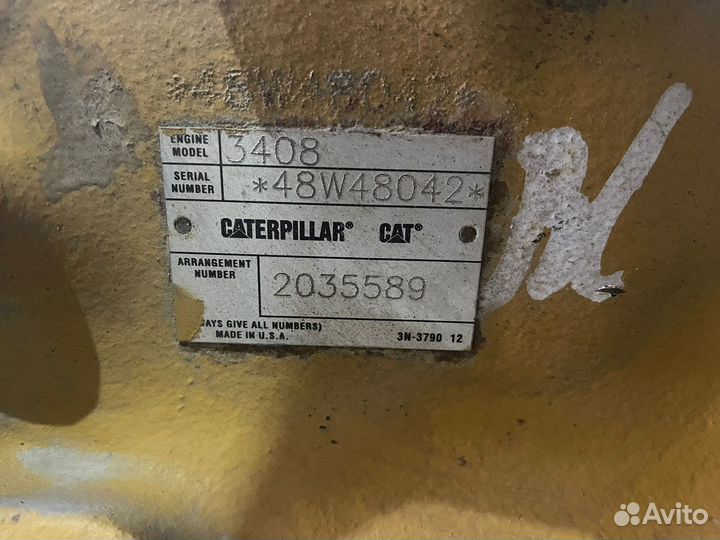 *48W48042*
ENGINE MODEL 3408
SERIAL NUMBER *48W48042*
CATERPILLAR® CAT®
ARRANGEMENT NUMBER 2035589
AYS GIVE ALL NUMBERS)
MADE IN U.S.A.
3N-3790 12
Avito